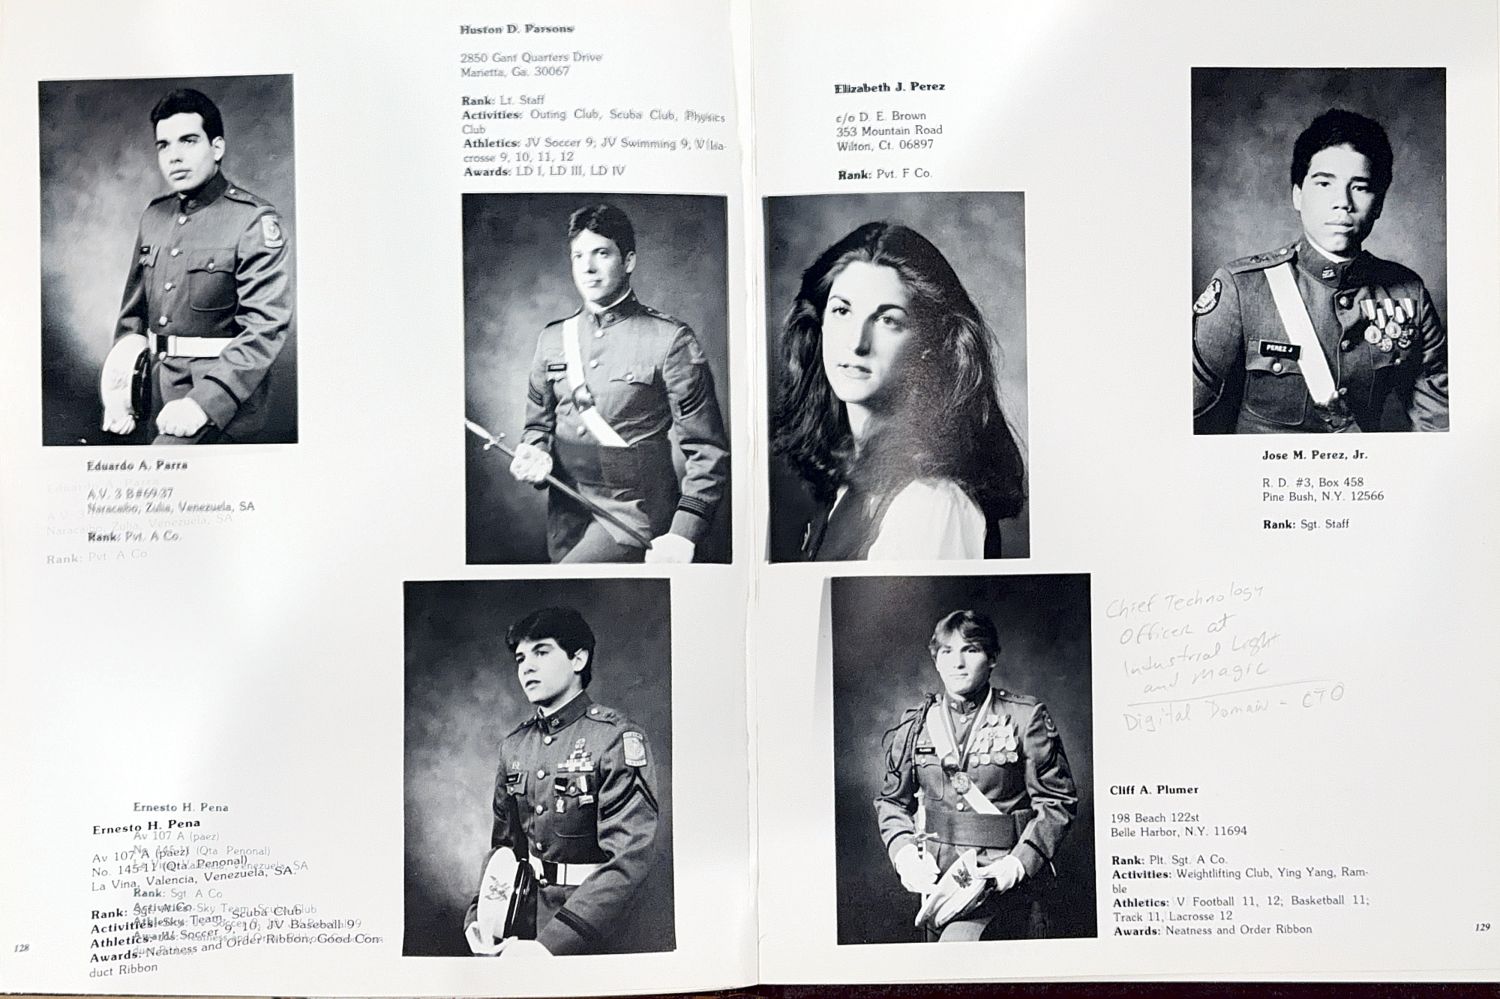 Huston D. Parsons
2850 Gant Quarters Drive
Marietta, Ga. 30067
Rank: Lt. Staff
Activities: Outing Club, Scuba Club, Physics
Club
Athletics: JV Soccer 9; JV Swimming 9; V La-
crosse 9, 10, 11, 12
Awards: LD I, LD III, LD IV
Eduardo A. Parra
A.V. 3 B#69-37
Naracaibo, Zulia, Venezuela, SA
Rank: Pvt. A Co.
Ernesto H. Pena
Av 107 A (paez)
No. 145-11 (Qta. Penonal)
La Vina, Valencia, Venezuela, SA.
Rank: Sgt. A Co.
Activities: Sky Team, Scuba Club
Athletics: Soccer 9, 10; JV Baseball 9
Awards: Neatness and Order Ribbon, Good Con
duct Ribbon
128
Elizabeth J. Perez
c/o D. E. Brown
353 Mountain Road
Wilton, Ct. 06897
Rank: Pvt. F Co.
PEREZ J
Jose M. Perez, Jr.
R. D. #3, Box 458
Pine Bush, N.Y. 12566
Rank: Sgt. Staff
Chief Technology
Officer at
Industrial Light
and Magic
Digital Domain - CTO
Cliff A. Plumer
198 Beach 122st
Belle Harbor, N.Y. 11694
Rank: Plt. Sgt. A Co.
Activities: Weightlifting Club, Ying Yang, Ram-
ble
Athletics: V Football 11, 12; Basketball 11;
Track 11, Lacrosse 12
Awards: Neatness and Order Ribbon
129